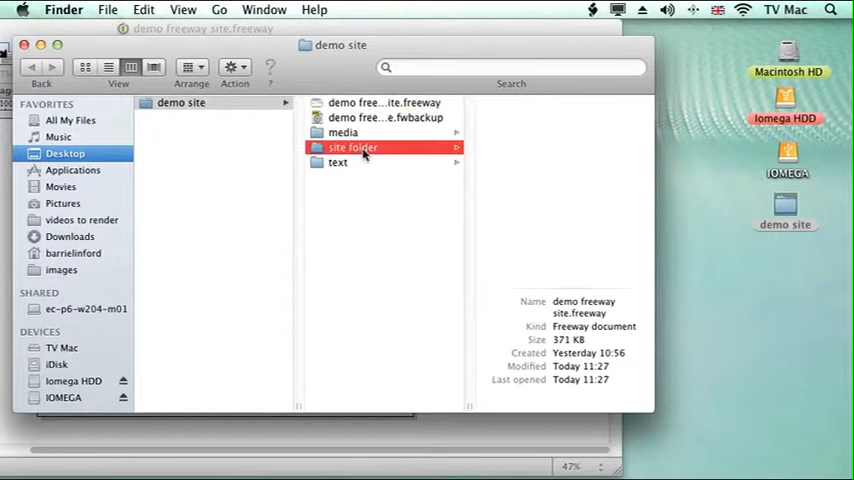 Finder File Edit View Go Window Help TV Mac
demo freeway site.freeway
demo site
Back View Arrange Action ? Search
FAVORITES
All My Files
Music
Desktop
Applications
Movies
Pictures
videos to render
Downloads
barrielinford
images
SHARED
ec-p6-w204-m01
DEVICES
TV Mac
iDisk
Iomega HDD
IOMEGA
demo site
demo free...ite.freeway
demo free...e.fwbackup
media
site folder
text
Name demo freeway
site.freeway
Kind Freeway document
Size 371 KB
Created Yesterday 10:56
Modified Today 11:27
Last opened Today 11:27
Macintosh HD
Iomega HDD
IOMEGA
demo site
47%